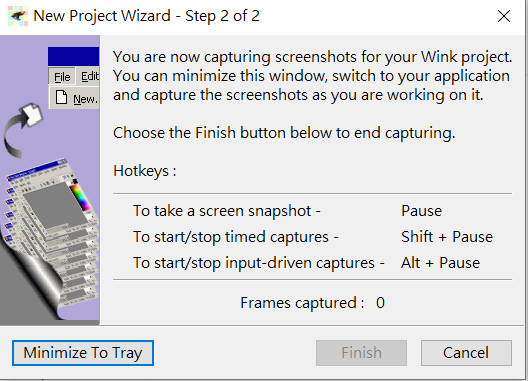 New Project Wizard - Step 2 of 2
File Edit
New...
You are now capturing screenshots for your Wink project.
You can minimize this window, switch to your application
and capture the screenshots as you are working on it.
Choose the Finish button below to end capturing.
Hotkeys :
To take a screen snapshot - Pause
To start/stop timed captures - Shift + Pause
To start/stop input-driven captures - Alt + Pause
Frames captured : 0
Minimize To Tray Finish Cancel